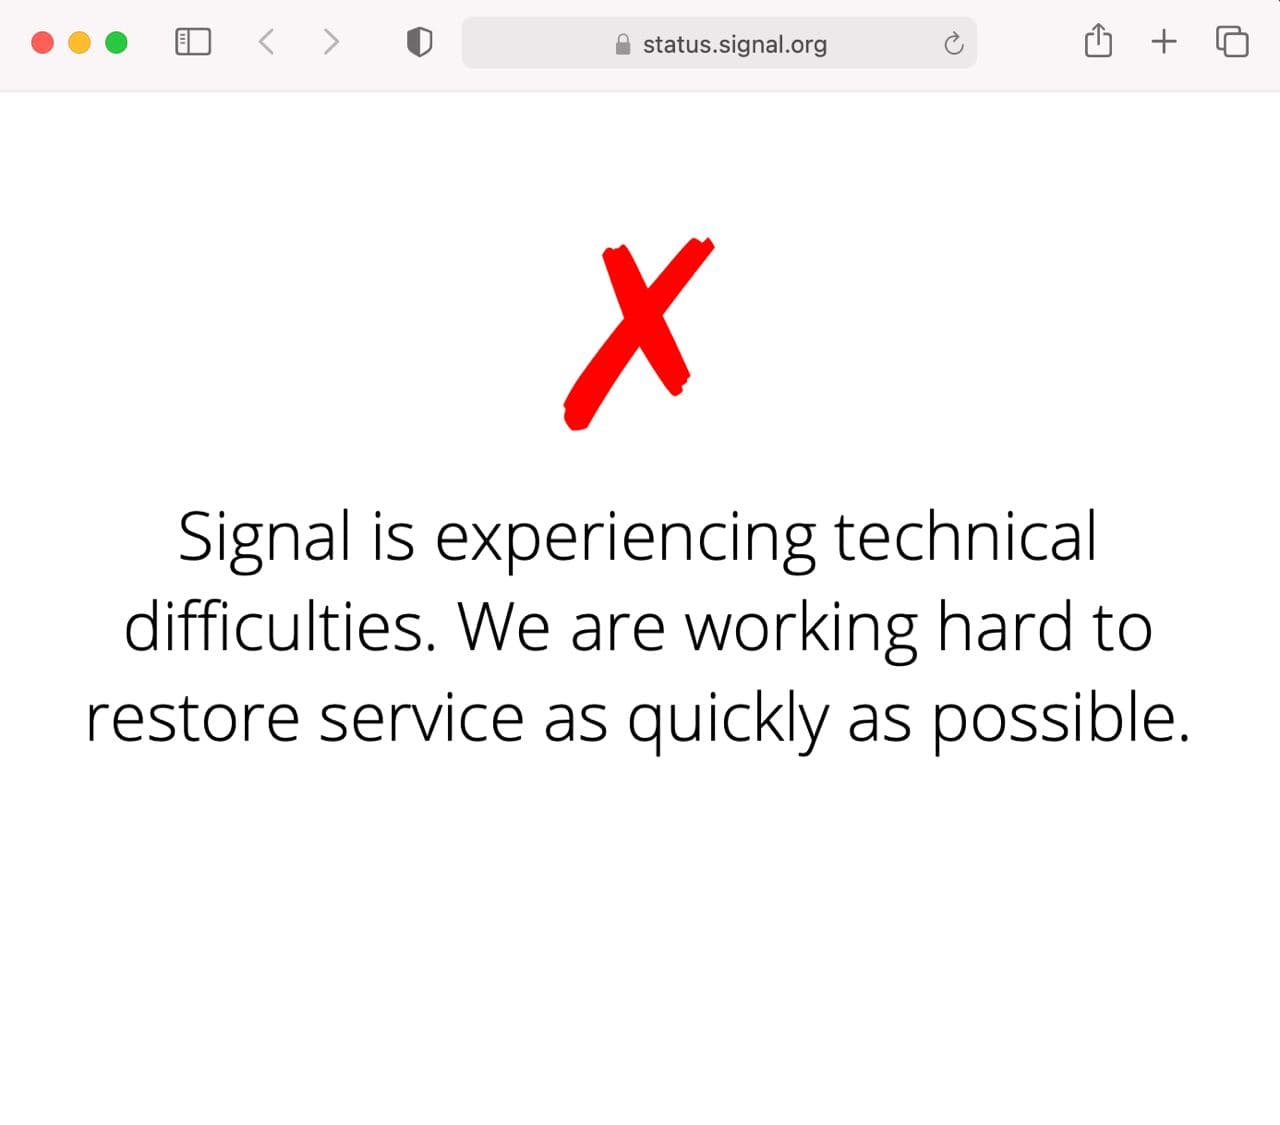 status.signal.org
Signal is experiencing technical
difficulties. We are working hard to
restore service as quickly as possible.